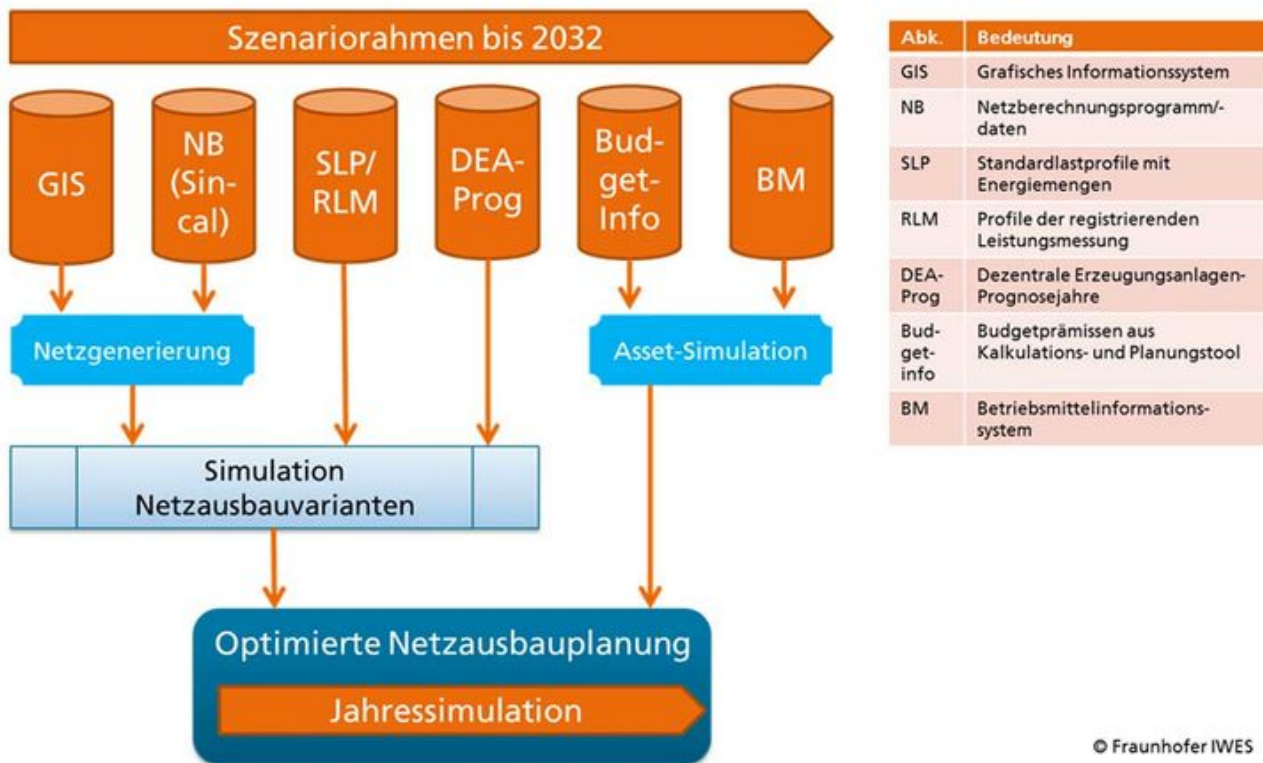 Szenariorahmen bis 2032
GIS
NB
(Sin-
cal)
SLP/
RLM
DEA-
Prog
Bud-
get-
Info
BM
Netzgenerierung
Asset-Simulation
Simulation
Netzausbauvarianten
Optimierte Netzausbauplanung
Jahressimulation
Abk. Bedeutung
GIS Grafisches Informationssystem
NB Netzberechnungsprogramm/-
daten
SLP Standardlastprofile mit
Energiemengen
RLM Profile der registrierenden
Leistungsmessung
DEA- Dezentrale Erzeugungsanlagen-
Prog Prognosejahre
Bud- Budgetprämissen aus
get- Kalkulations- und Planungstool
info
BM Betriebsmittelinformations-
system
© Fraunhofer IWES